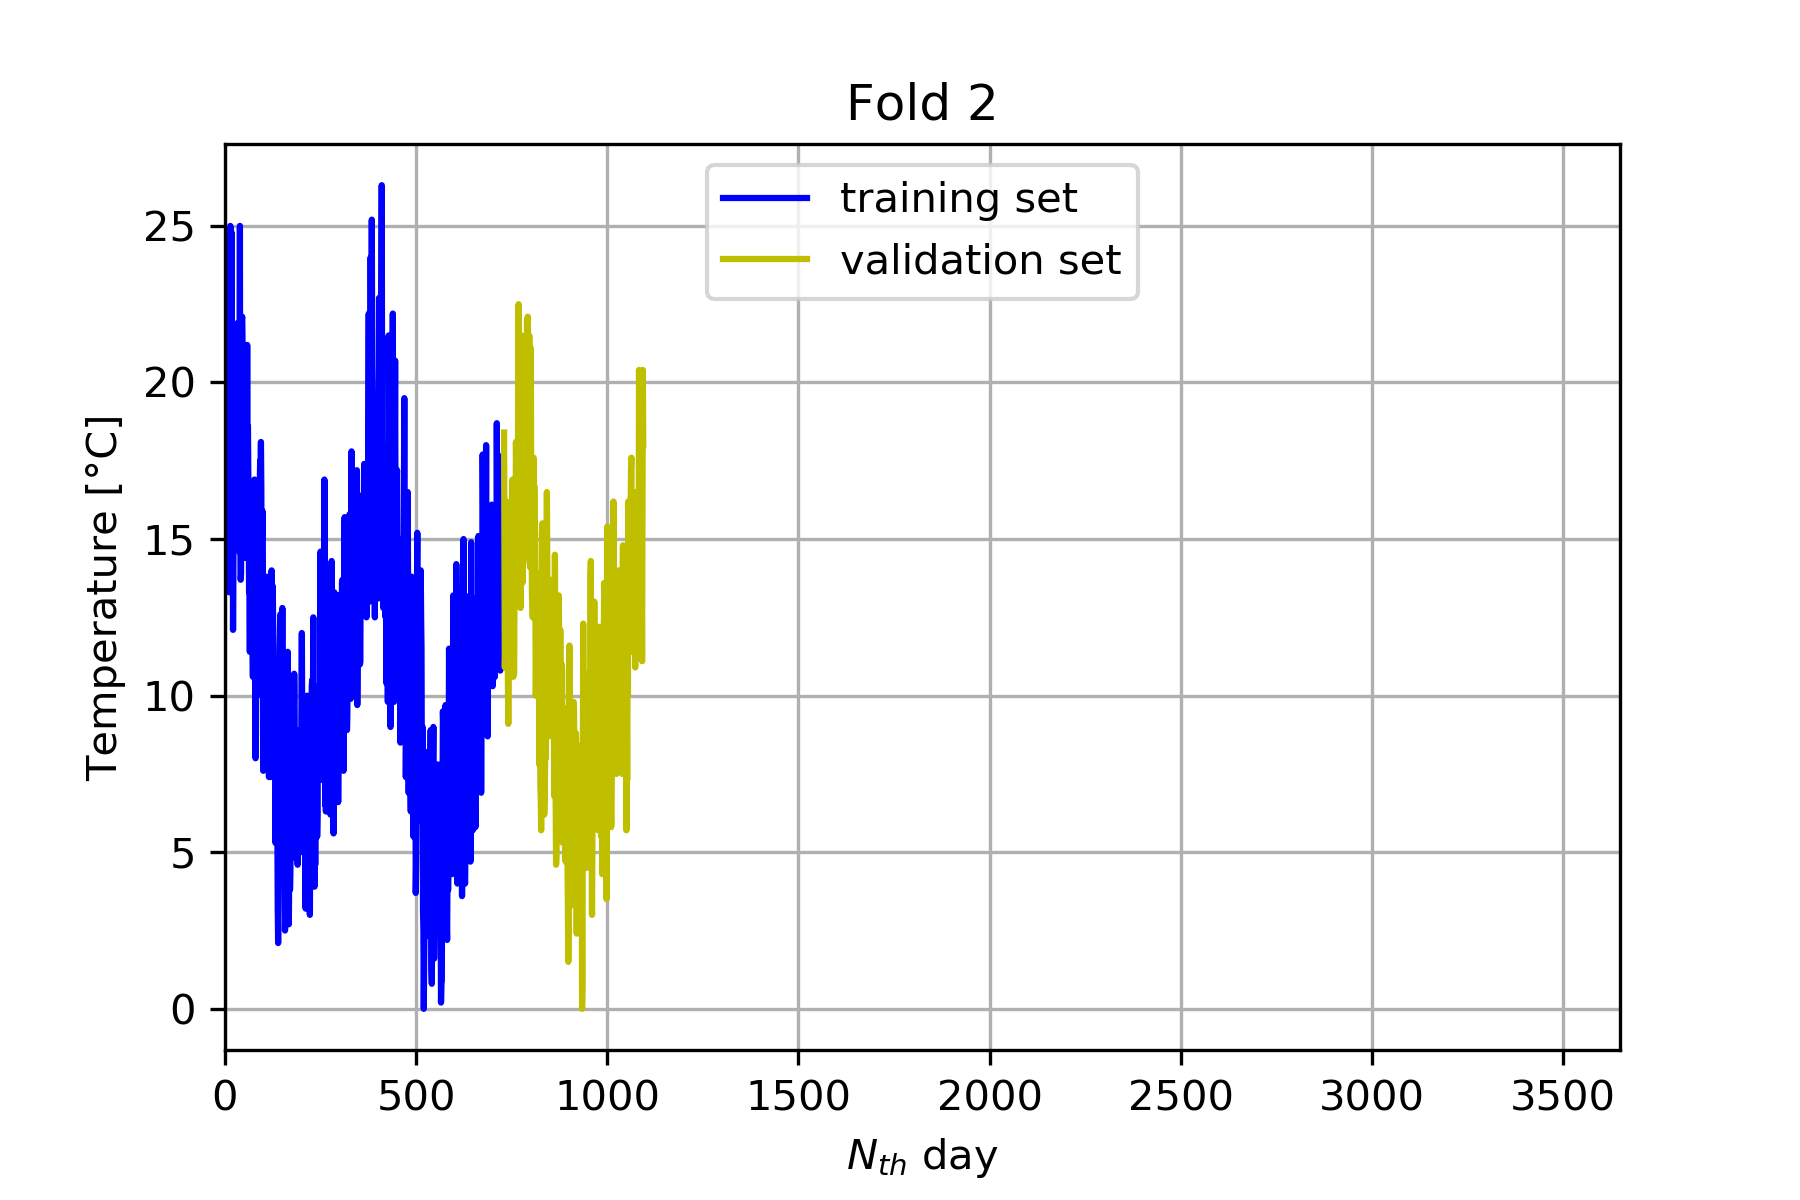 Fold 2
training set
validation set
Temperature [°C]
25
20
15
10
5
0
0 500 1000 1500 2000 2500 3000 3500
Nth day